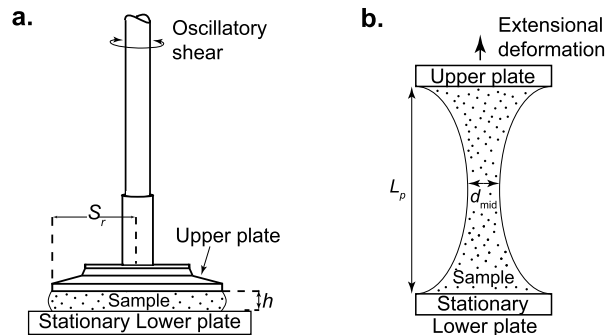 a.
Oscillatory
shear
S_r
Upper plate
Sample
h
Stationary Lower plate
b.
Extensional
deformation
Upper plate
L_p
d_mid
Sample
Stationary
Lower plate